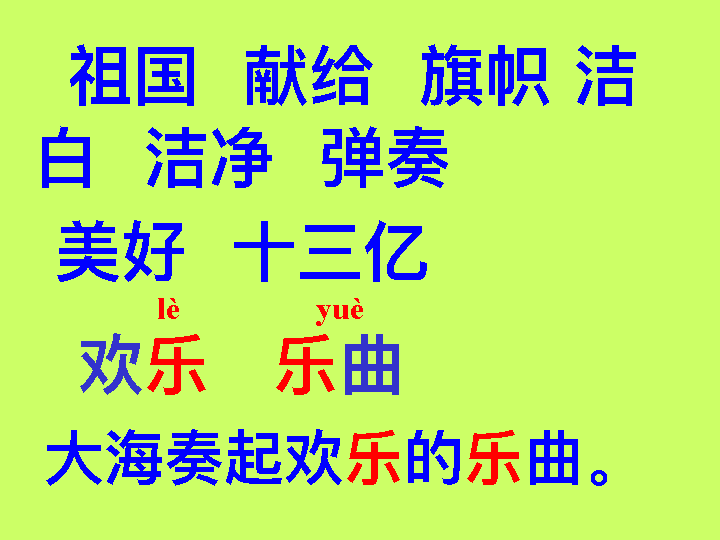 祖国 献给 旗帜 洁
白 洁净 弹奏
美好 十三亿
lè yuè
欢乐 乐曲
大海奏起欢乐的乐曲。